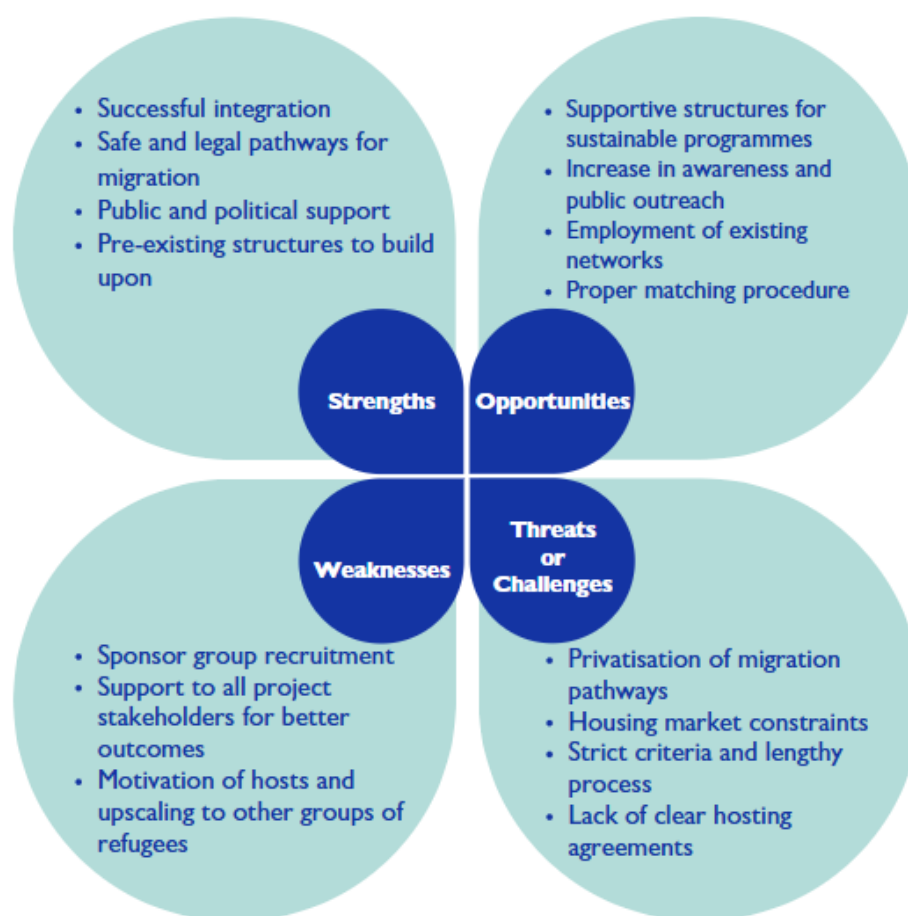 • Successful integration
• Safe and legal pathways for
migration
• Public and political support
• Pre-existing structures to build
upon
Strengths
• Supportive structures for
sustainable programmes
• Increase in awareness and
public outreach
• Employment of existing
networks
• Proper matching procedure
Opportunities
Weaknesses
• Sponsor group recruitment
• Support to all project
stakeholders for better
outcomes
• Motivation of hosts and
upscaling to other groups of
refugees
Threats
or
Challenges
• Privatisation of migration
pathways
• Housing market constraints
• Strict criteria and lengthy
process
• Lack of clear hosting
agreements